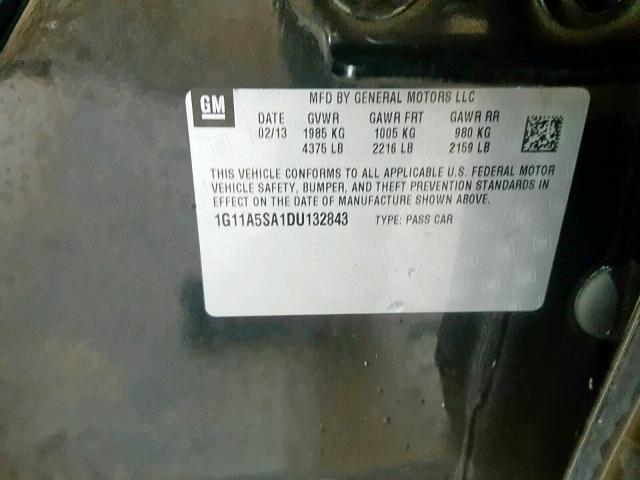 GM
MFD BY GENERAL MOTORS LLC
DATE GVWR GAWR FRT GAWR RR
02/13 1985 KG 1005 KG 980 KG
4375 LB 2216 LB 2159 LB
THIS VEHICLE CONFORMS TO ALL APPLICABLE U.S. FEDERAL MOTOR
VEHICLE SAFETY, BUMPER, AND THEFT PREVENTION STANDARDS IN
EFFECT ON THE DATE OF MANUFACTURE SHOWN ABOVE.
1G11A5SA1DU132843 TYPE: PASS CAR